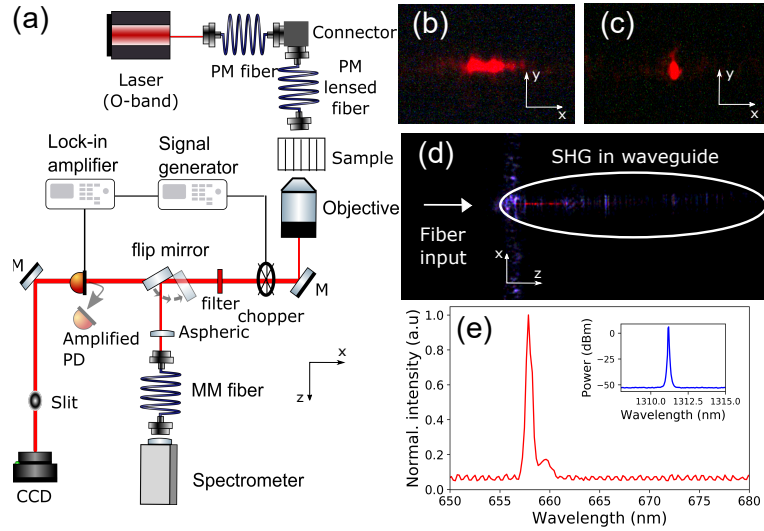 (a)
Laser
(O-band)
PM fiber
Connector
PM
lensed
fiber
Lock-in
amplifier
Signal
generator
Sample
Objective
flip mirror
M
M
filter
chopper
Amplified
PD
Aspheric
x
z
MM fiber
Slit
Spectrometer
CCD
(b)
y
x
(c)
y
x
(d)
SHG in waveguide
Fiber
input
x
z
(e)
Normal. intensity (a.u)
1.0
0.8
0.6
0.4
0.2
0.0
650
655
660
665
670
675
680
Wavelength (nm)
Power (dBm)
0
−25
−50
1310.0
1312.5
1315.0
Wavelength (nm)